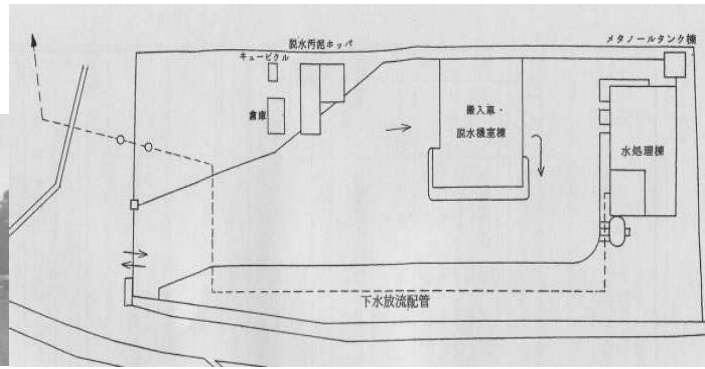 脱水汚泥ホッパ
メタノールタンク棟
キュービクル
倉庫
搬入車・
脱水機室棟
水処理棟
下水放流配管